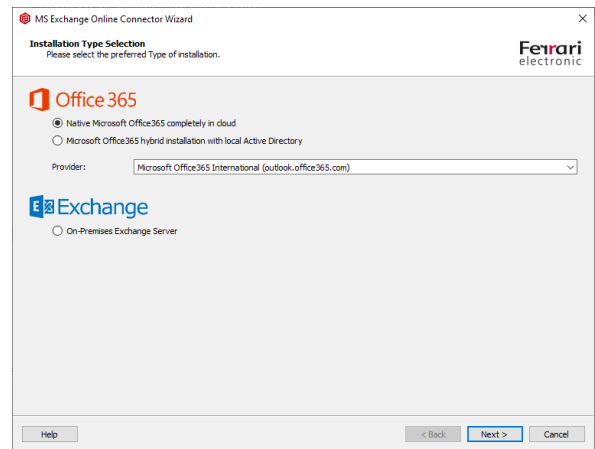 MS Exchange Online Connector Wizard
Installation Type Selection
Please select the preferred Type of installation.
Ferrari
electronic
Office 365
Native Microsoft Office365 completely in cloud
Microsoft Office365 hybrid installation with local Active Directory
Provider: Microsoft Office365 International (outlook.office365.com)
E Exchange
On-Premises Exchange Server
Help < Back Next > Cancel